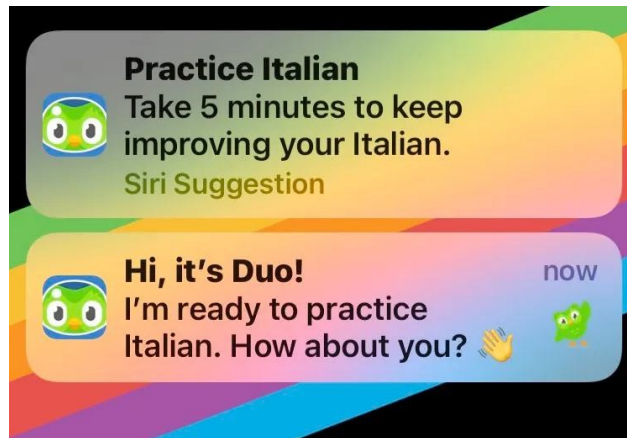 Practice Italian
Take 5 minutes to keep
improving your Italian.
Siri Suggestion
Hi, it's Duo!
now
I'm ready to practice
Italian. How about you? 👋